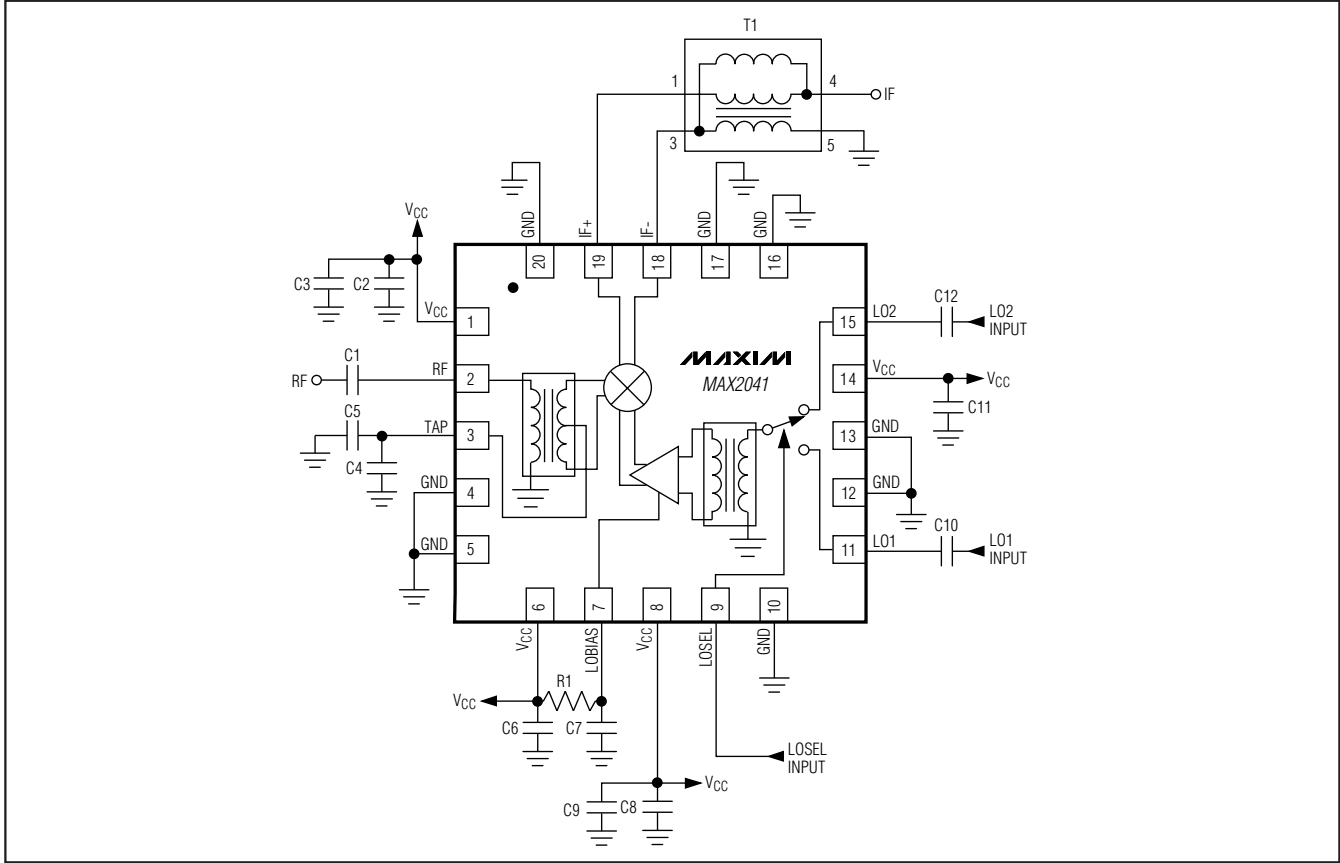 T1
1
4
IF
3
5
GND
IF+
IF-
GND
GND
20
19
18
17
16
VCC
C3
C2
VCC
1
C1
RF
RF
2
C5
TAP
3
C4
GND
4
GND
5
MAXIM
MAX2041
15
LO2
C12
LO2
INPUT
14
VCC
VCC
C11
13
GND
12
GND
C10
11
LO1
LO1
INPUT
6
7
8
9
10
VCC
LOBIAS
VCC
LOSEL
GND
R1
VCC
C6
C7
LOSEL
INPUT
VCC
C9
C8